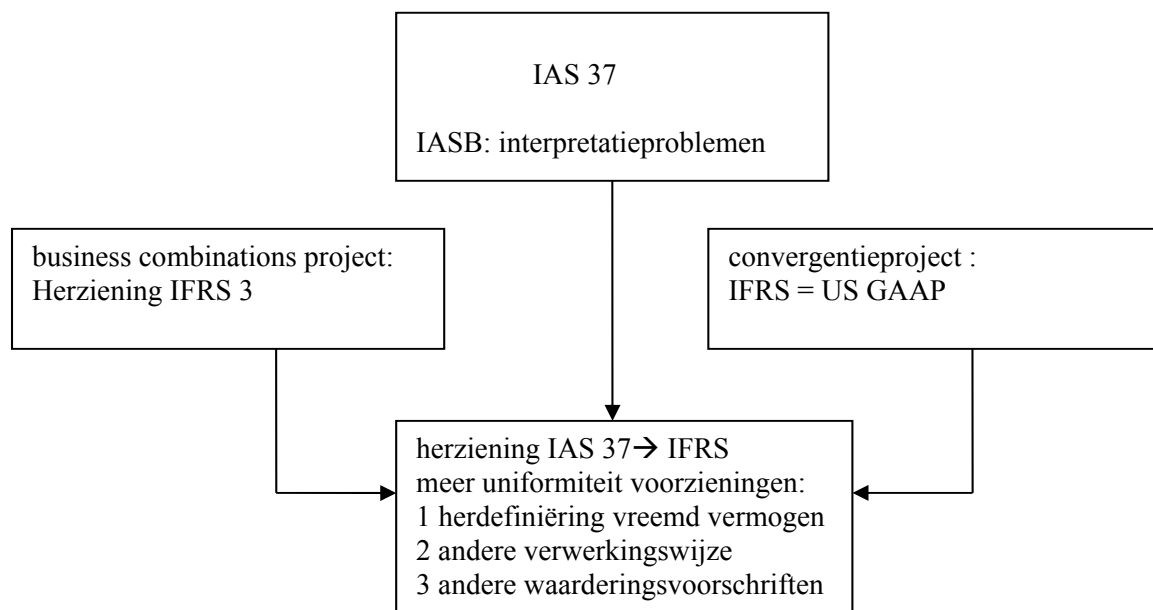 IAS 37
IASB: interpretatieproblemen
business combinations project:
Herziening IFRS 3
convergentieproject :
IFRS = US GAAP
herziening IAS 37→ IFRS
meer uniformiteit voorzieningen:
1 herdefiniëring vreemd vermogen
2 andere verwerkingswijze
3 andere waarderingsvoorschriften